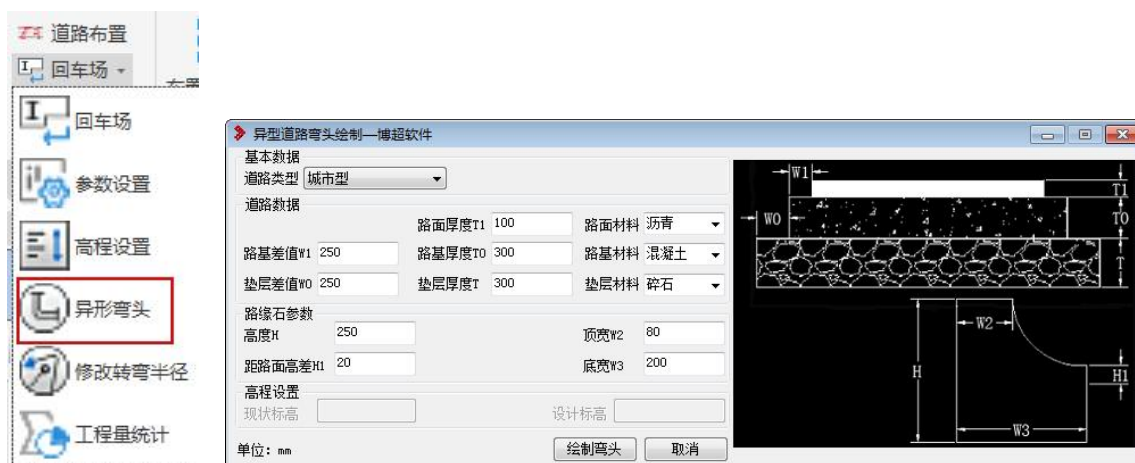 道路布置
回车场
回车场
参数设置
高程设置
异形弯头
修改转弯半径
工程量统计
异型道路弯头绘制—博超软件
基本数据
道路类型 城市型
道路数据
路面厚度T1 100 路面材料 沥青
路基差值W1 250 路基厚度T0 300 路基材料 混凝土
垫层差值W0 250 垫层厚度T 300 垫层材料 碎石
路缘石参数
高度H 250 顶宽W2 80
距路面高差H1 20 底宽W3 200
高程设置
现状标高 设计标高
单位: mm 绘制弯头 取消
W1
T1
W0 T0
T
W2
H H1
W3